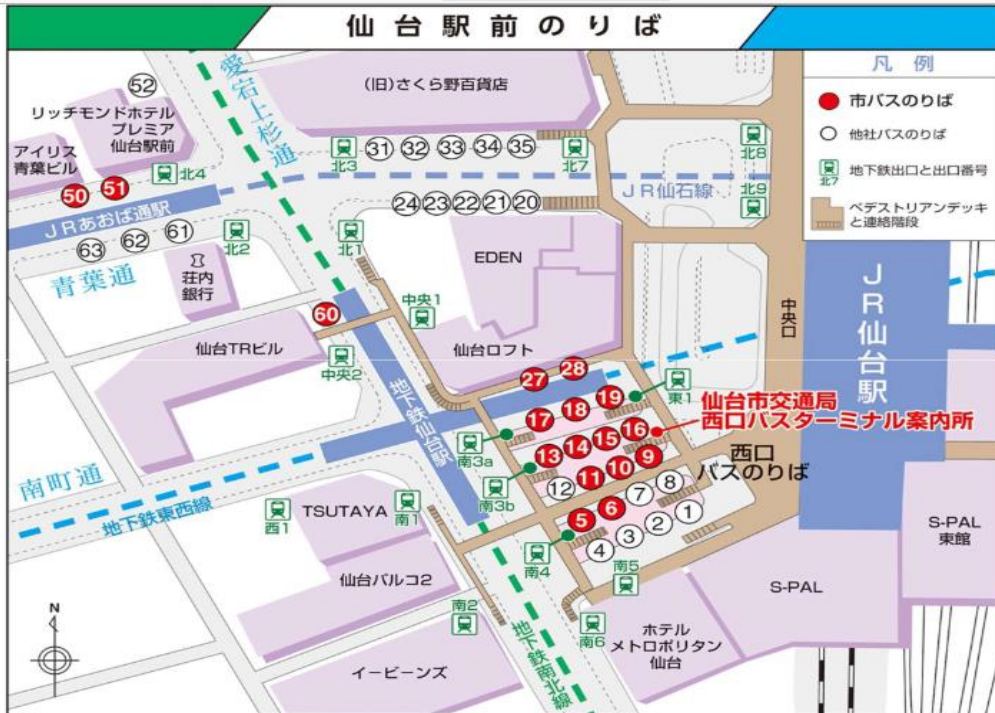 仙台駅前のりば
凡例
市バスのりば
他社バスのりば
北7
地下鉄出口と出口番号
ペデストリアンデッキ
と連絡階段
52
リッチモンドホテル
プレミア
仙台駅前
アイリス
青葉ビル
50
51
北4
愛宕上杉通
(旧)さくら野百貨店
北3
31
32
33
34
35
北7
北8
JR仙石線
北9
JRあおば通駅
63
62
61
北2
北1
24
23
22
21
20
青葉通
荘内
銀行
EDEN
60
中央1
仙台TRビル
中央2
仙台ロフト
中央口
JR仙台駅
地下鉄仙台駅
27
28
17
18
19
東1
仙台市交通局
西口バスターミナル案内所
南3a
13
14
15
16
西口
バスのりば
12
11
10
9
南3b
5
6
7
8
南4
4
3
2
1
南5
南町通
地下鉄東西線
西1
TSUTAYA
南1
仙台パルコ2
南2
南6
イービーンズ
地下鉄南北線
ホテル
メトロポリタン
仙台
S-PAL
S-PAL
東館
N